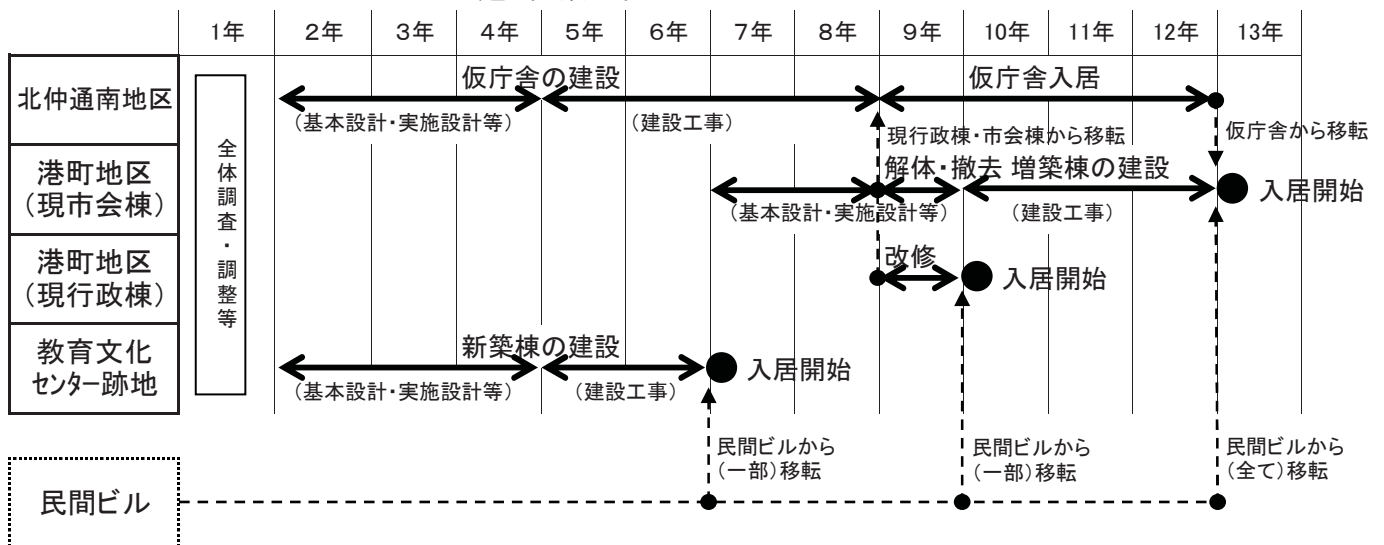 1年 2年 3年 4年 5年 6年 7年 8年 9年 10年 11年 12年 13年
北仲通南地区
全体調査・調整等
仮庁舎の建設
(基本設計・実施設計等)
(建設工事)
仮庁舎入居
現行政棟・市会棟から移転
仮庁舎から移転
港町地区
(現市会棟)
解体・撤去 増築棟の建設
(基本設計・実施設計等)
(建設工事)
入居開始
港町地区
(現行政棟)
改修
入居開始
教育文化
センター跡地
新築棟の建設
(基本設計・実施設計等)
(建設工事)
入居開始
民間ビルから
(一部)移転
民間ビルから
(一部)移転
民間ビルから
(全て)移転
民間ビル